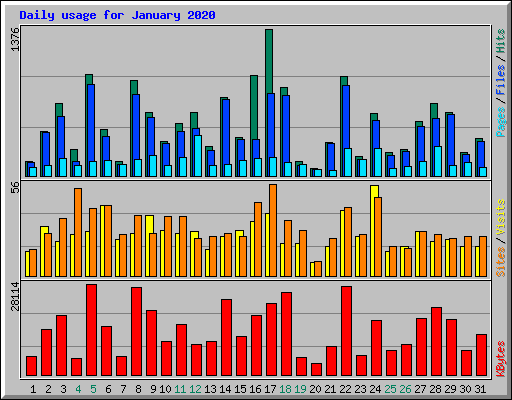 Daily usage for January 2020
1376
Pages / Files / Hits
56
Sites / Visits
28114
KBytes
1 2 3 4 5 6 7 8 9 10 11 12 13 14 15 16 17 18 19 20 21 22 23 24 25 26 27 28 29 30 31